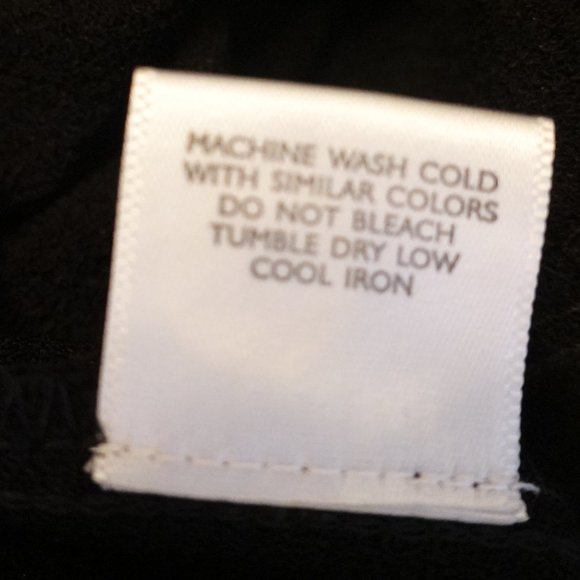 MACHINE WASH COLD
WITH SIMILAR COLORS
DO NOT BLEACH
TUMBLE DRY LOW
COOL IRON